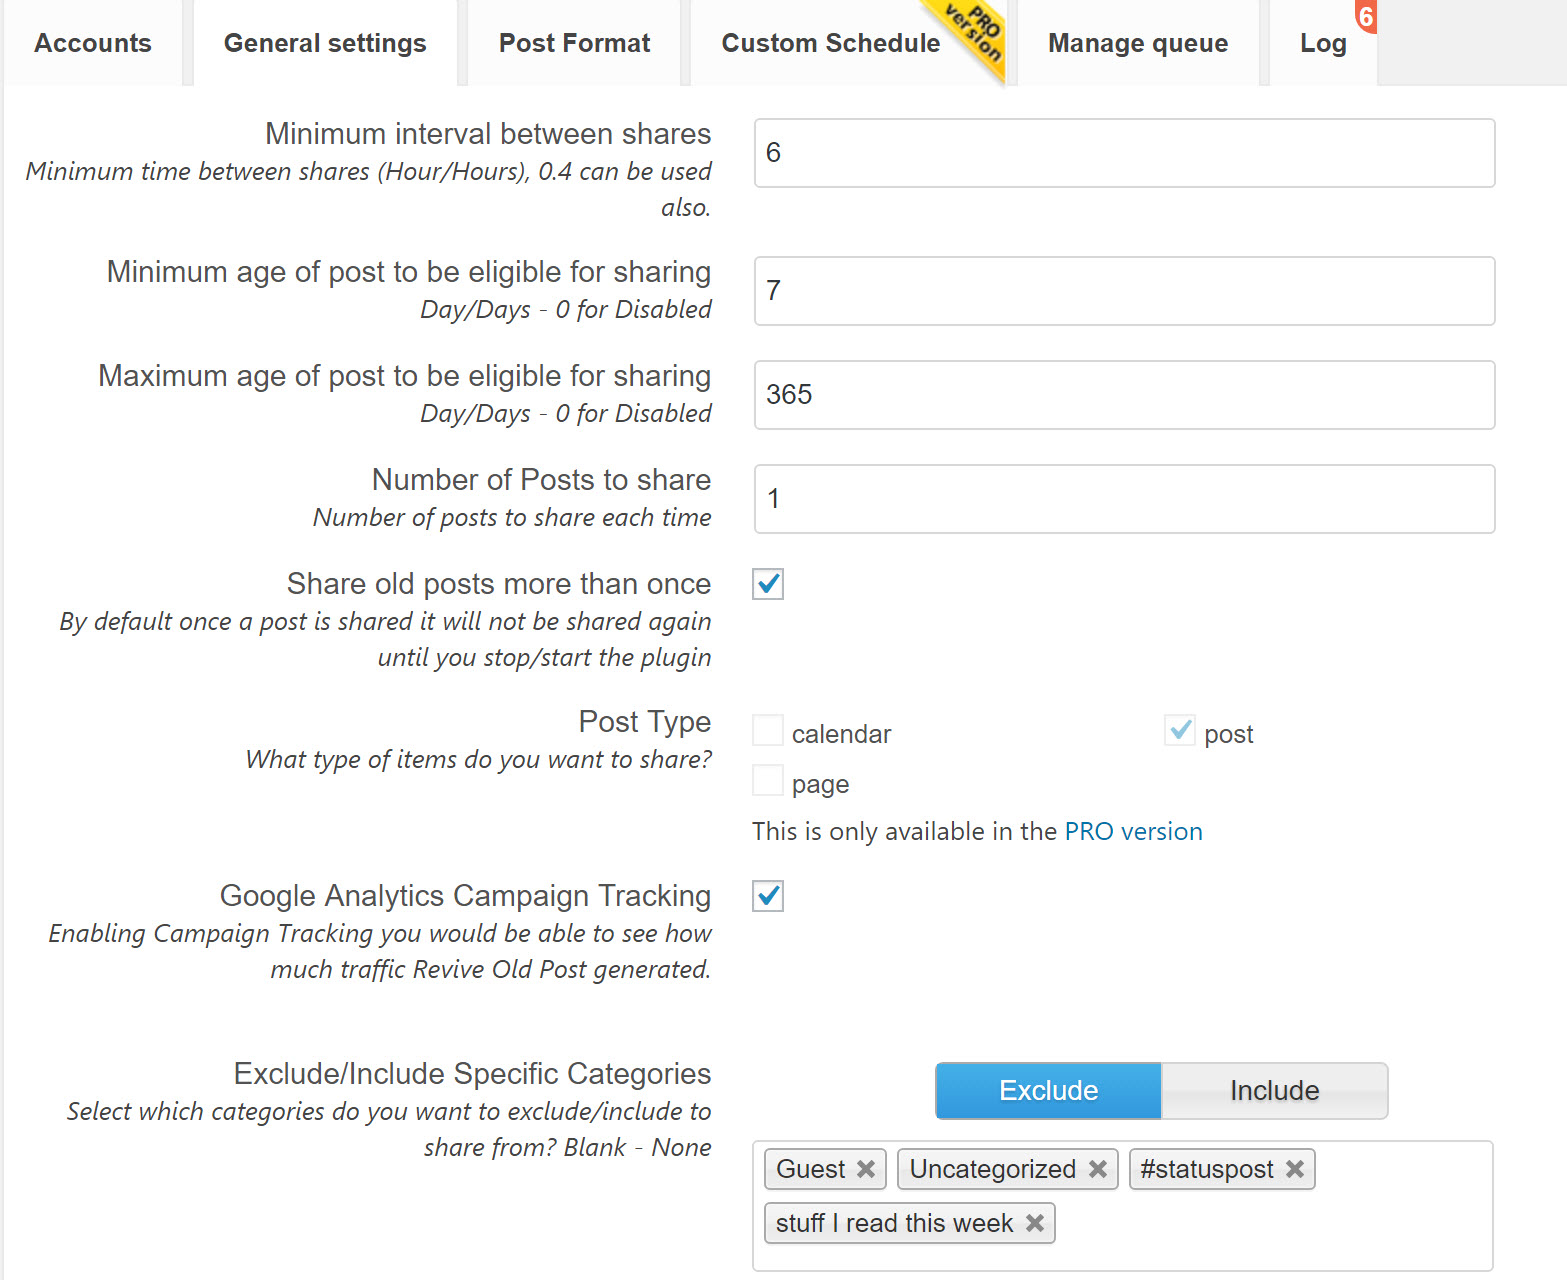 Accounts
General settings
Post Format
Custom Schedule
PRO
version
Manage queue
Log
6
Minimum interval between shares
6
Minimum time between shares (Hour/Hours), 0.4 can be used
also.
Minimum age of post to be eligible for sharing
7
Day/Days - 0 for Disabled
Maximum age of post to be eligible for sharing
365
Day/Days - 0 for Disabled
Number of Posts to share
1
Number of posts to share each time
Share old posts more than once
By default once a post is shared it will not be shared again
until you stop/start the plugin
Post Type
What type of items do you want to share?
calendar
post
page
This is only available in the PRO version
Google Analytics Campaign Tracking
Enabling Campaign Tracking you would be able to see how
much traffic Revive Old Post generated.
Exclude/Include Specific Categories
Select which categories do you want to exclude/include to
share from? Blank - None
Exclude
Include
Guest
Uncategorized
#statuspost
stuff I read this week